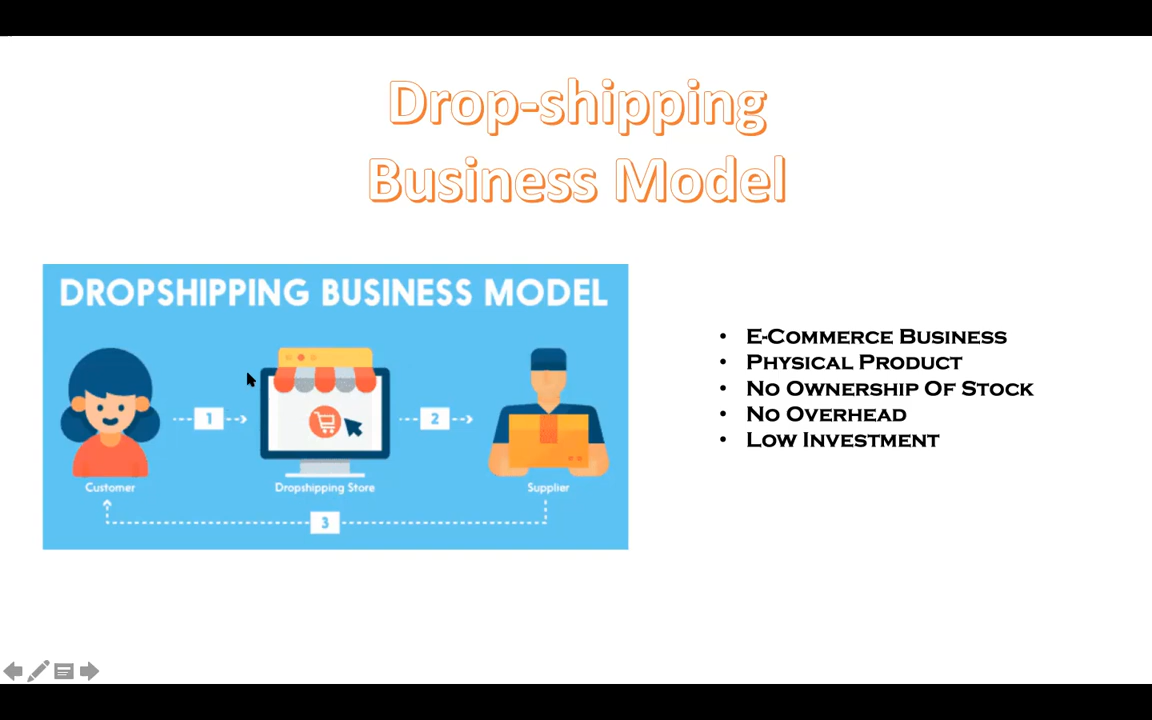 Drop-shipping
Business Model
DROPSHIPPING BUSINESS MODEL
1
2
Customer
Dropshipping Store
Supplier
3
• E-Commerce Business
• Physical Product
• No Ownership Of Stock
• No Overhead
• Low Investment